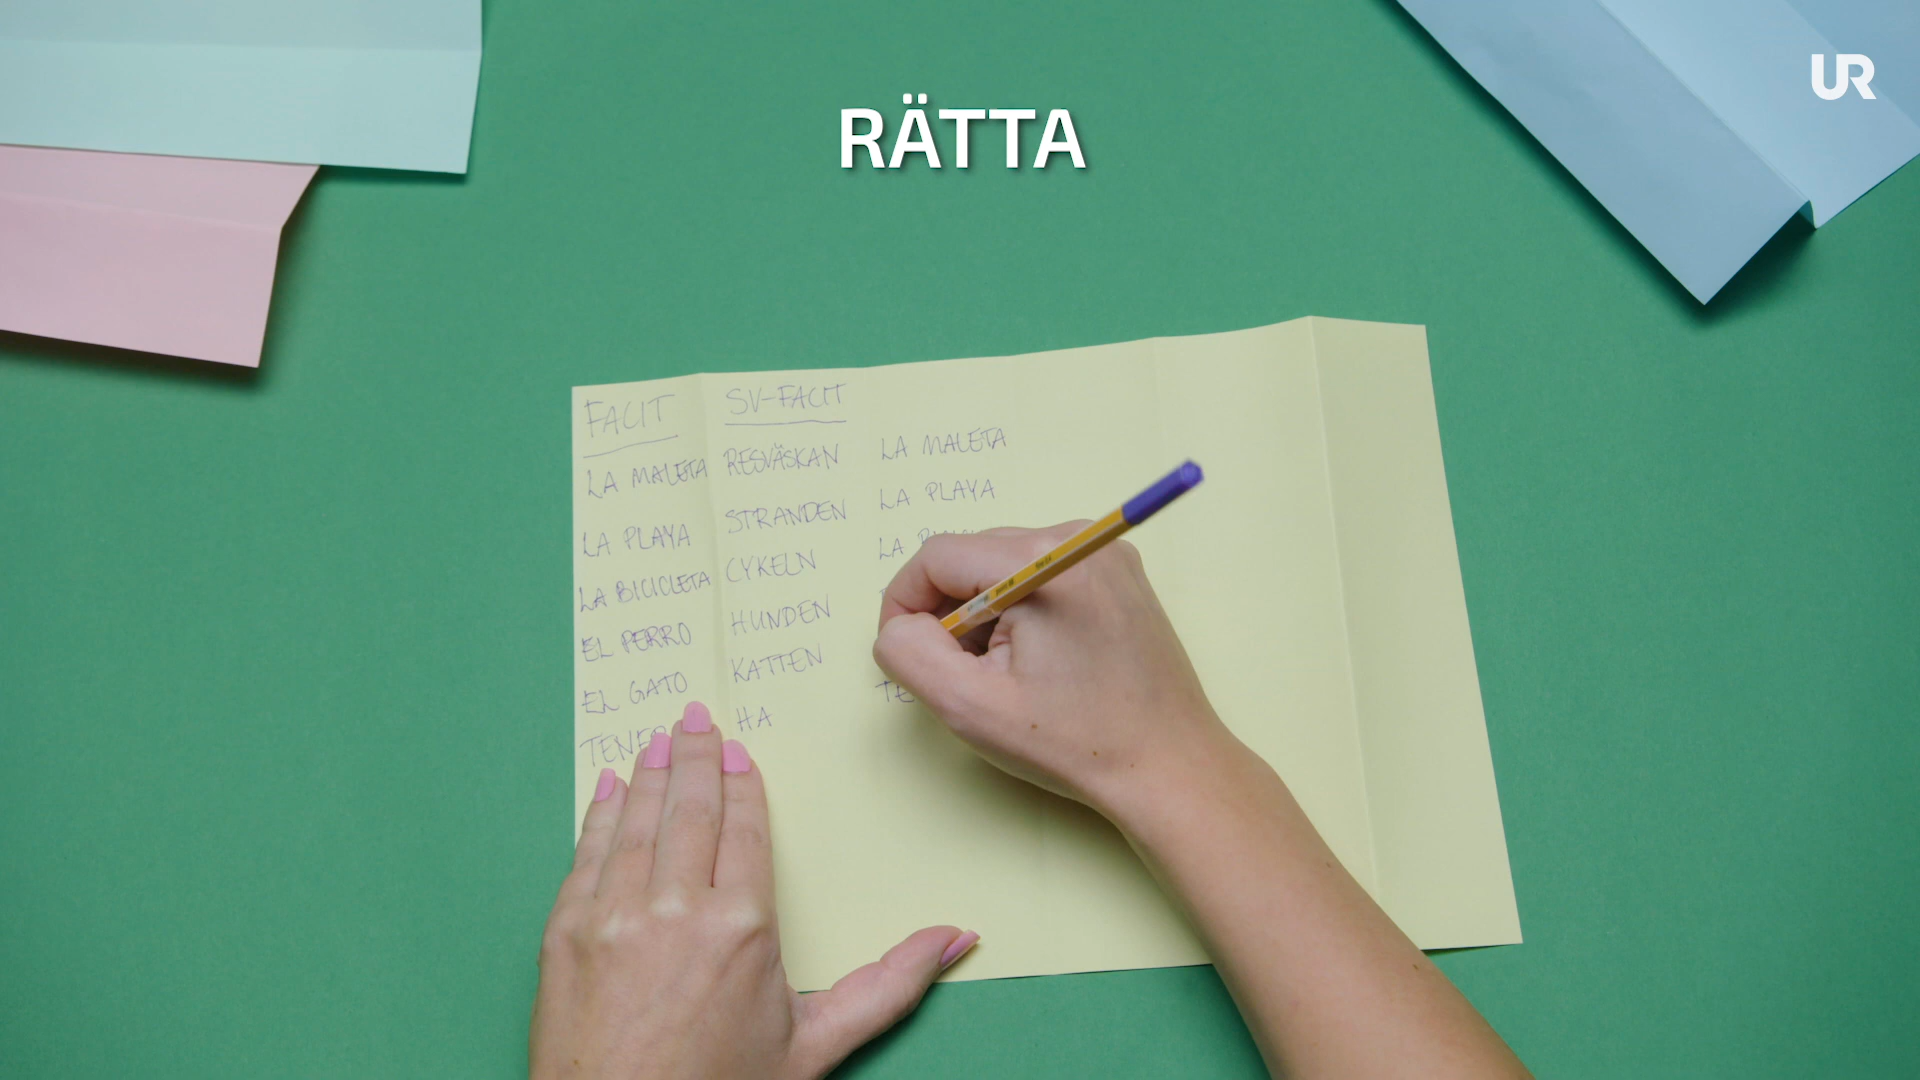 RÄTTA
UR
FACIT
LA MALETA
LA PLAYA
LA BICICLETA
EL PERRO
EL GATO
TENER
SV-FACIT
RESVÄSKAN
STRANDEN
CYKELN
HUNDEN
KATTEN
HA
LA MALETA
LA PLAYA
LA